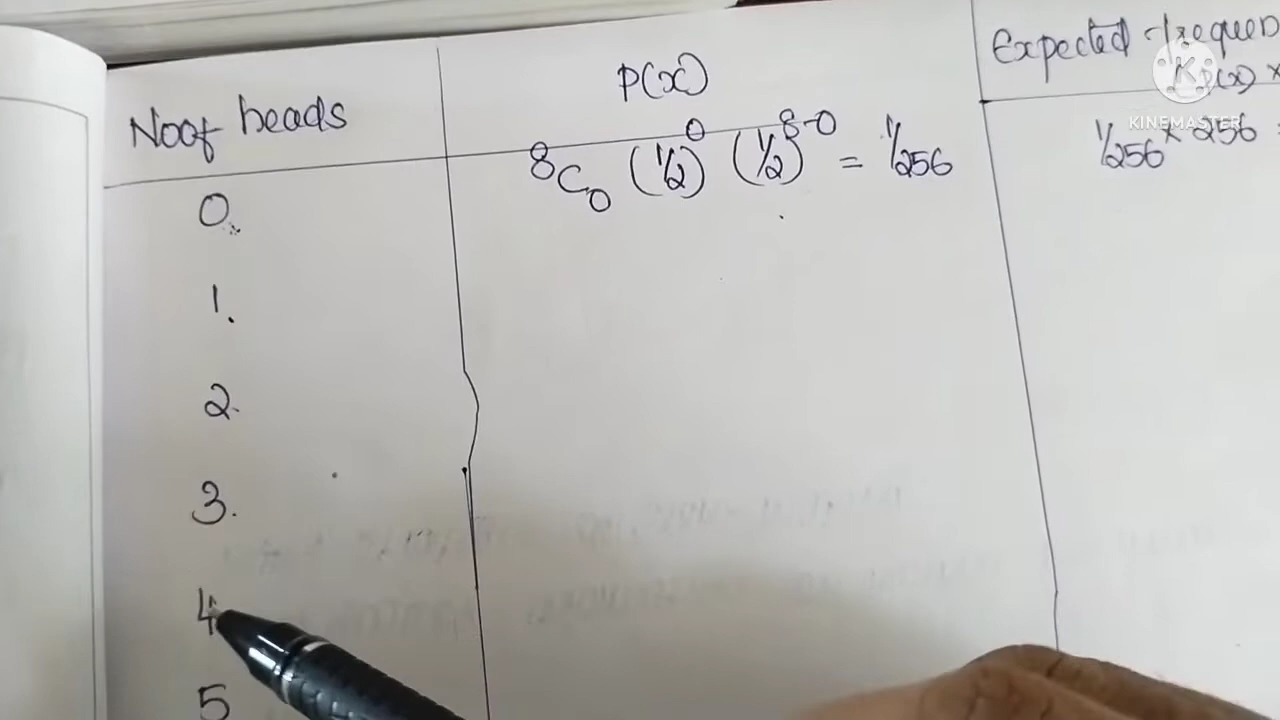 No of heads
P(x)
Expected frequen
P(x) ×
0.
8C0 (1/2)^0 (1/2)^8-0 = 1/256
1/256 × 256 =
1.
2.
3.
4
5
KINEMASTER